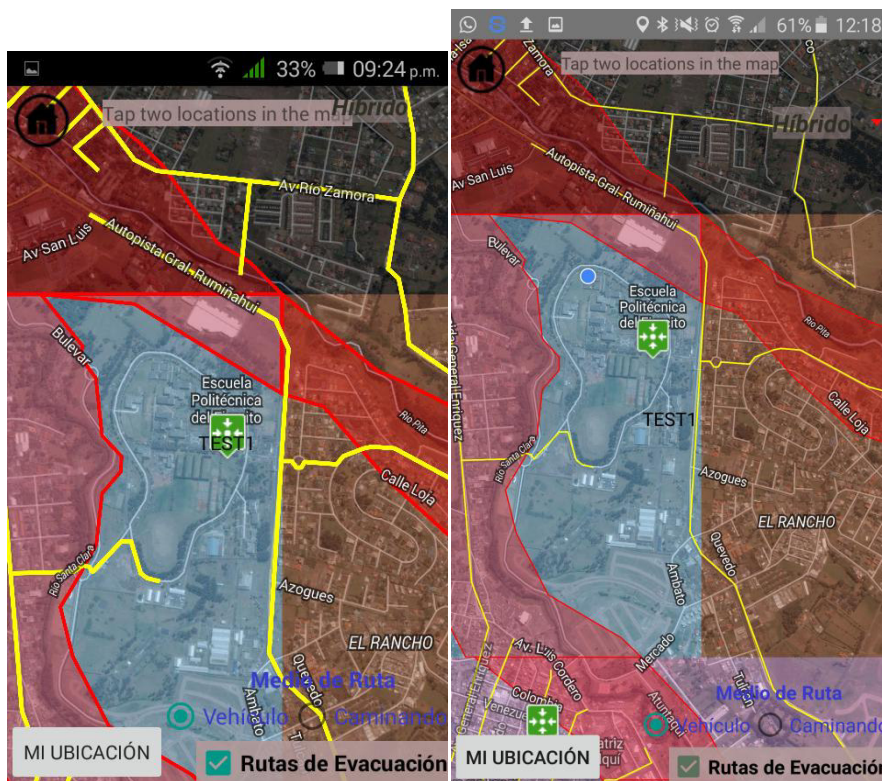 33% 09:24 p.m.
Tap two locations in the map
Híbrido
Av Río Zamora
Av San Luis
Autopista Gral. Rumiñahui
Bulevar
Escuela
Politécnica
del Ejercito
TEST1
Río Pita
Calle Loja
Río Santa Clara
Azogues
EL RANCHO
Quevedo
Ambato
Medio de Ruta
Vehículo
Caminando
MI UBICACIÓN
Rutas de Evacuación
61% 12:18
Zamora
Tap two locations in the map
Híbrido
Av San Luis
Autopista Gral. Rumiñahui
Bulevar
Escuela
Politécnica
Río Pita
Calle Loja
TEST1
General Enriquez
Río Santa Clara
Azogues
EL RANCHO
Quevedo
Ambato
Mercado
Av. Luis Cordero
Colombia
Venezuela
Atuntaqui
Tulcán
Medio de Ruta
Vehículo
Caminando
MI UBICACIÓN
Rutas de Evacuación